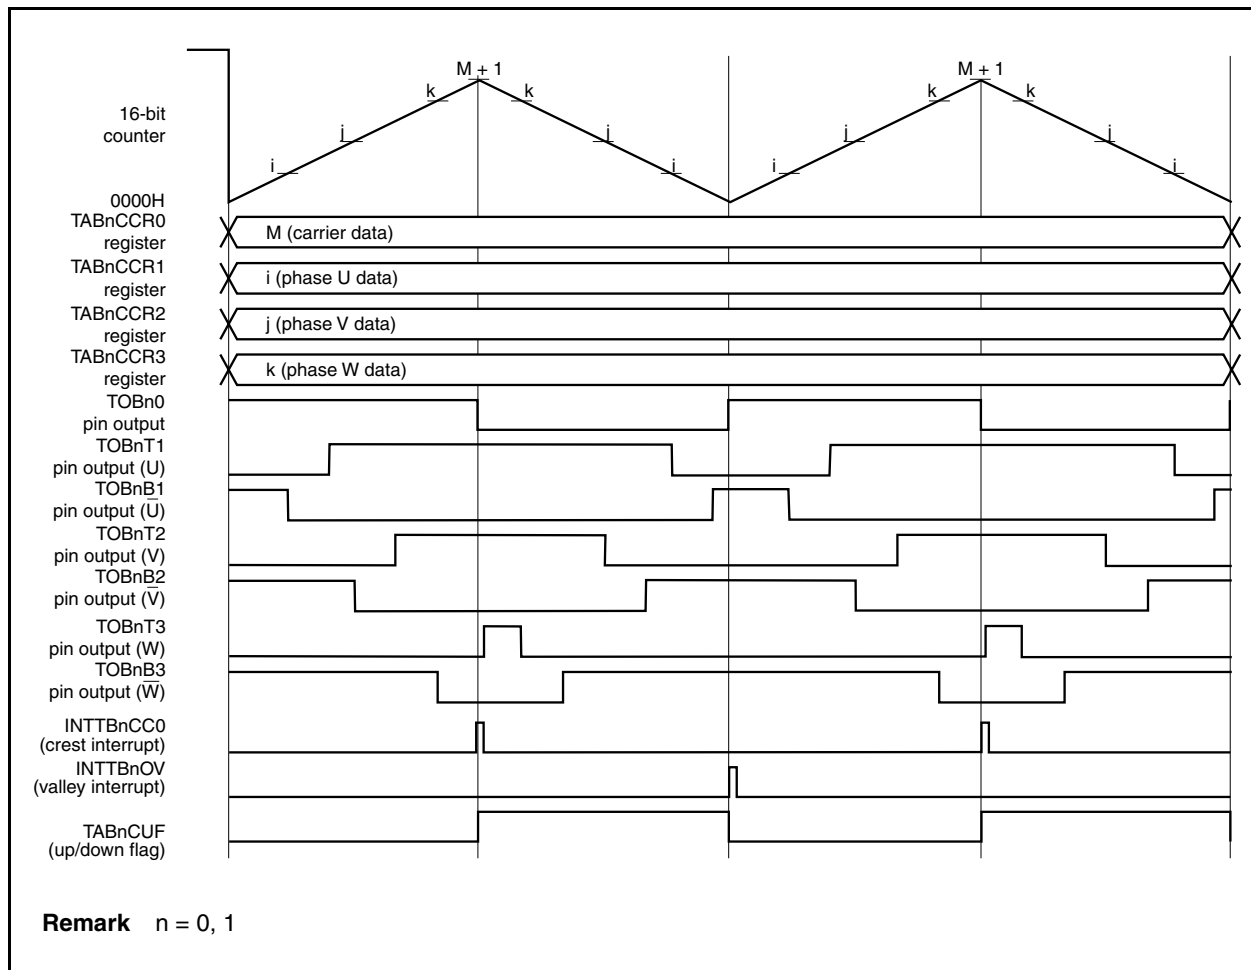 M + 1
M + 1
k
k
k
k
16-bit
counter
j
j
j
j
i
i
i
i
0000H
TABnCCR0
register
M (carrier data)
TABnCCR1
register
i (phase U data)
TABnCCR2
register
j (phase V data)
TABnCCR3
register
k (phase W data)
TOBn0
pin output
TOBnT1
pin output (U)
TOBnB1
pin output (U̅)
TOBnT2
pin output (V)
TOBnB2
pin output (V̅)
TOBnT3
pin output (W)
TOBnB3
pin output (W̅)
INTTBnCC0
(crest interrupt)
INTTBnOV
(valley interrupt)
TABnCUF
(up/down flag)
Remark n = 0, 1